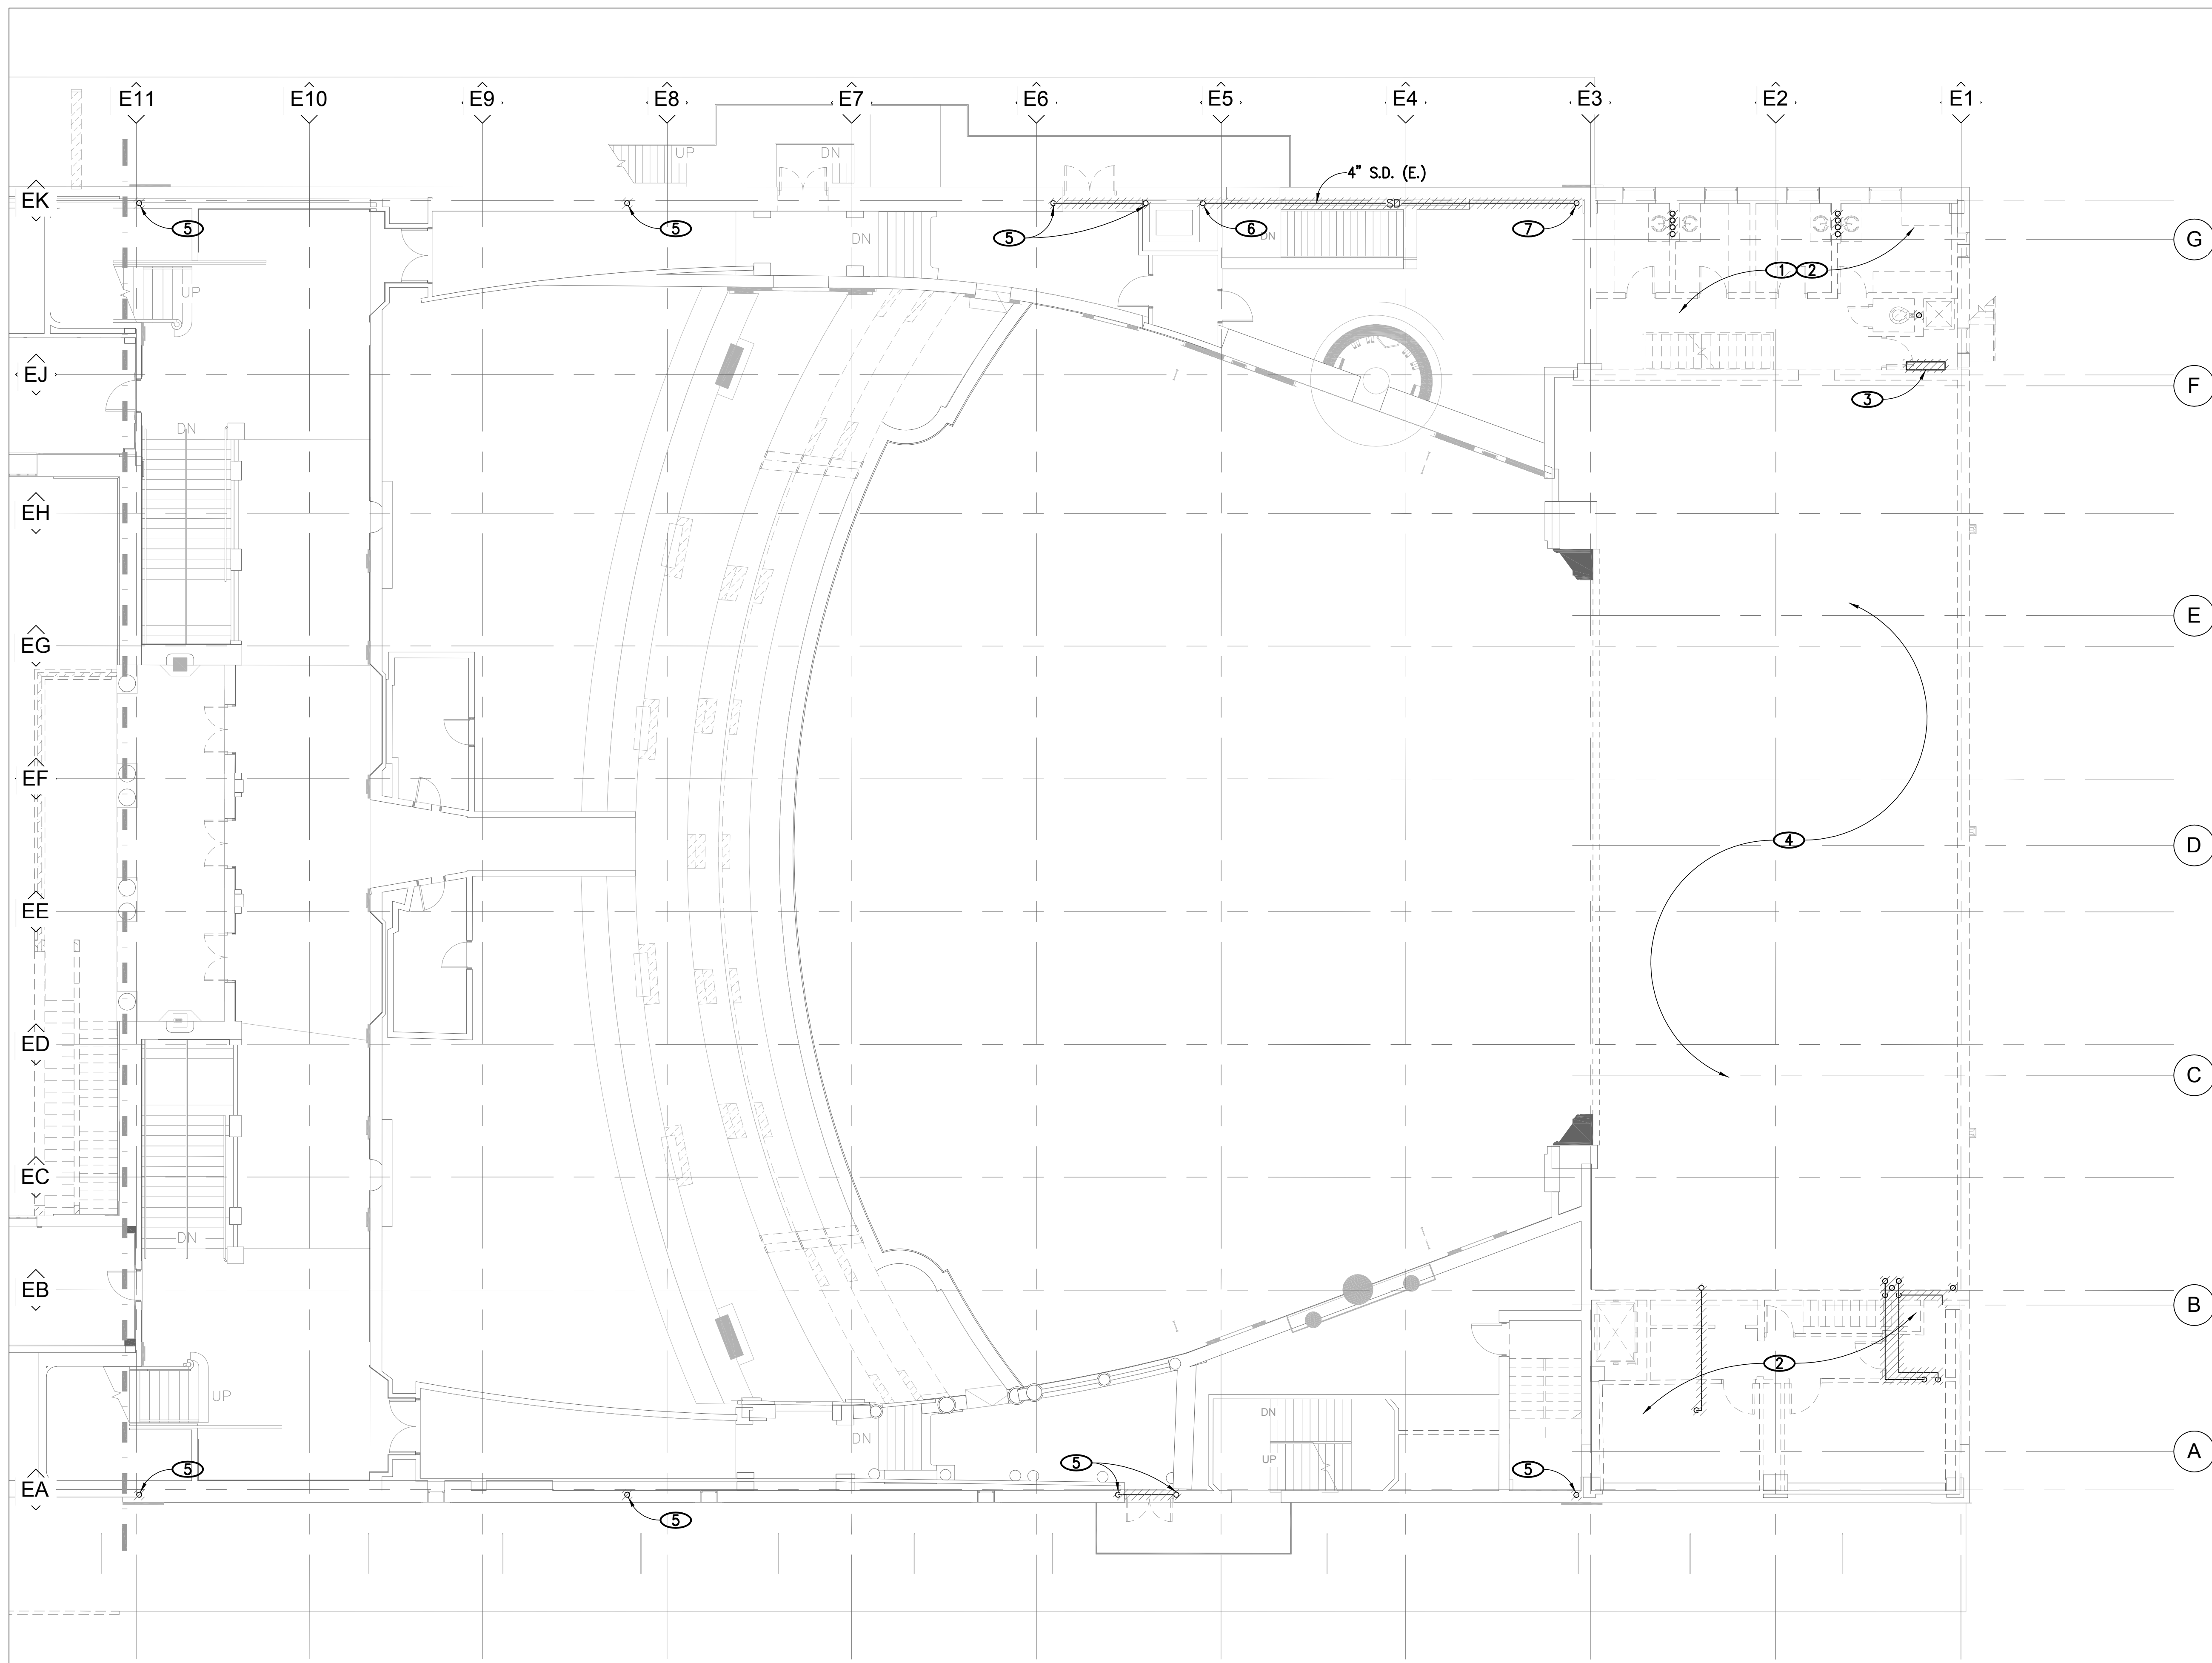 E11 E10 E9 E8 E7 E6 E5 E4 E3 E2 E1
UP DN
4" S.D. (E.)
EK
SD
5 5 5 6 7
DN DN
G
1 2
UP
EJ
F
3
DN
EH
E
EG
EF
4
D
EE
ED
C
EC
DN
EB
B
2
UP
DN
DN
UP
A
5 5 5
EA
5